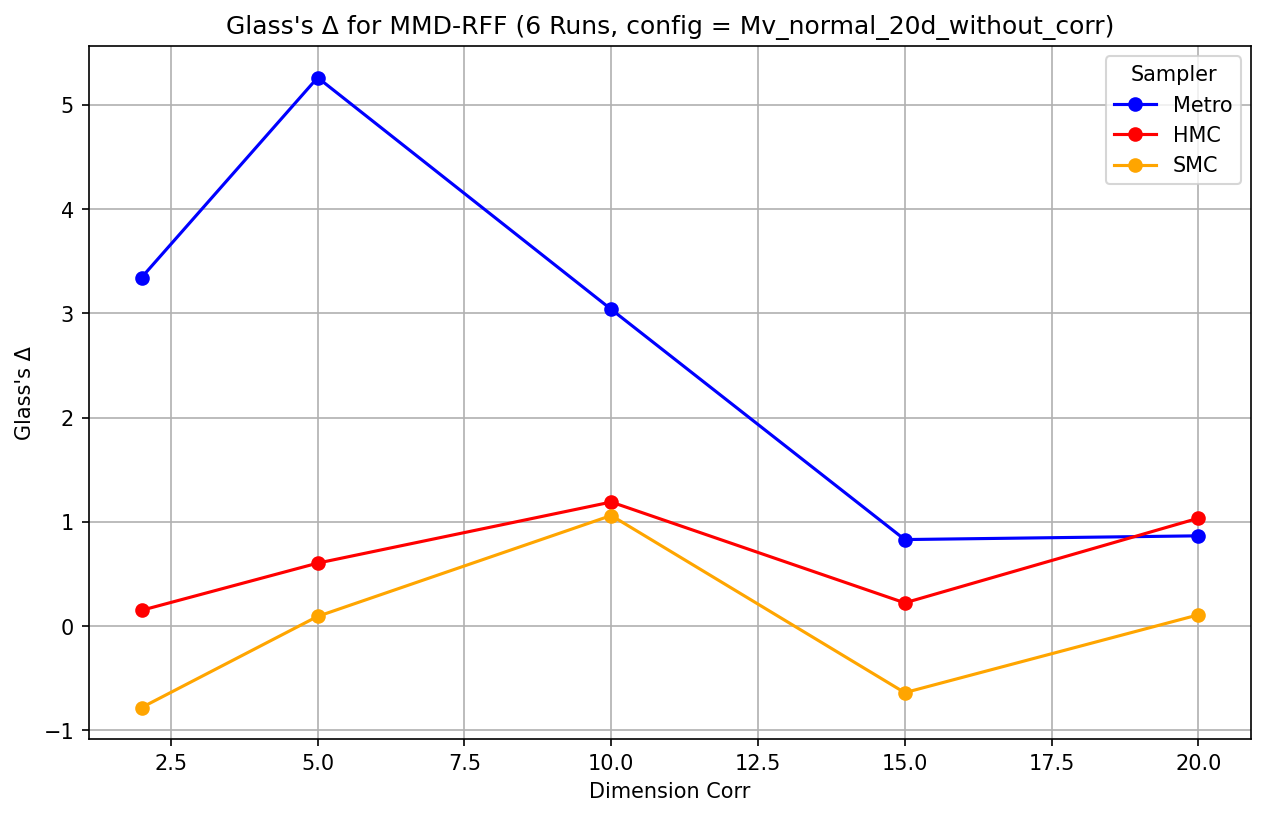 Glass's Δ for MMD-RFF (6 Runs, config = Mv_normal_20d_without_corr)
Sampler
Metro
HMC
SMC
Glass's Δ
5
4
3
2
1
0
−1
2.5 5.0 7.5 10.0 12.5 15.0 17.5 20.0
Dimension Corr